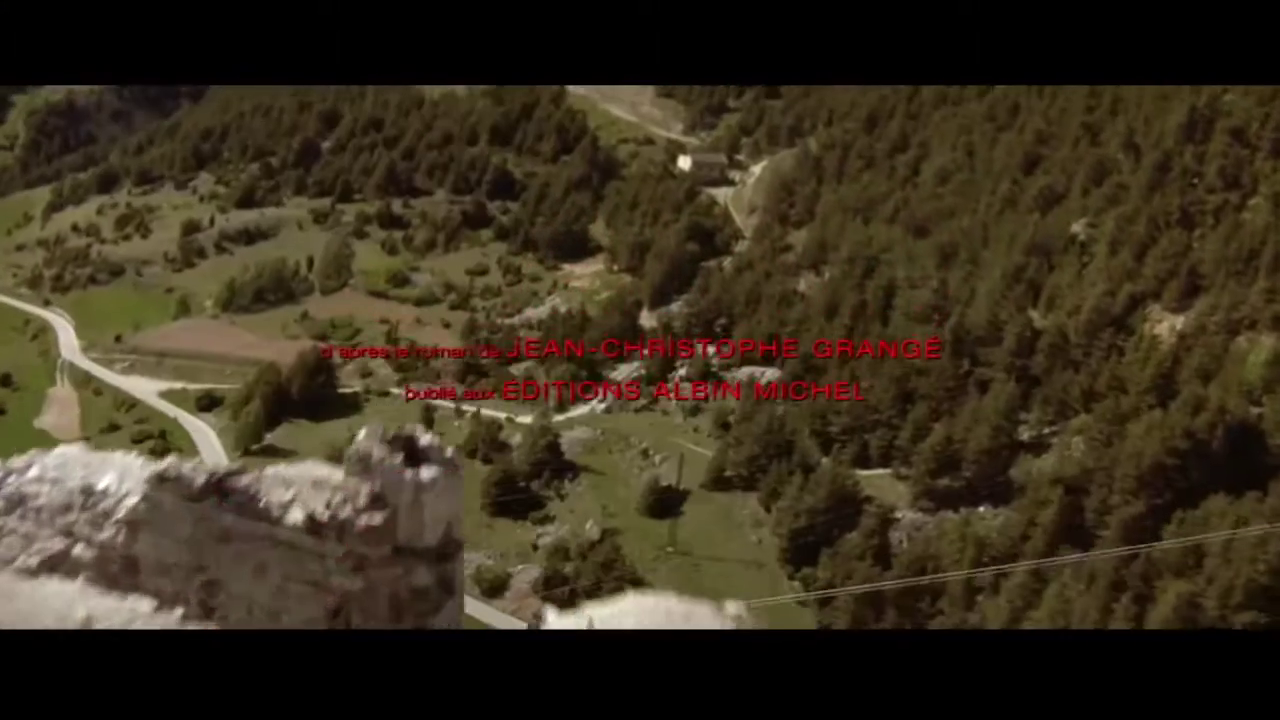 d'après le roman de JEAN-CHRISTOPHE GRANGÉ
publié aux ÉDITIONS ALBIN MICHEL